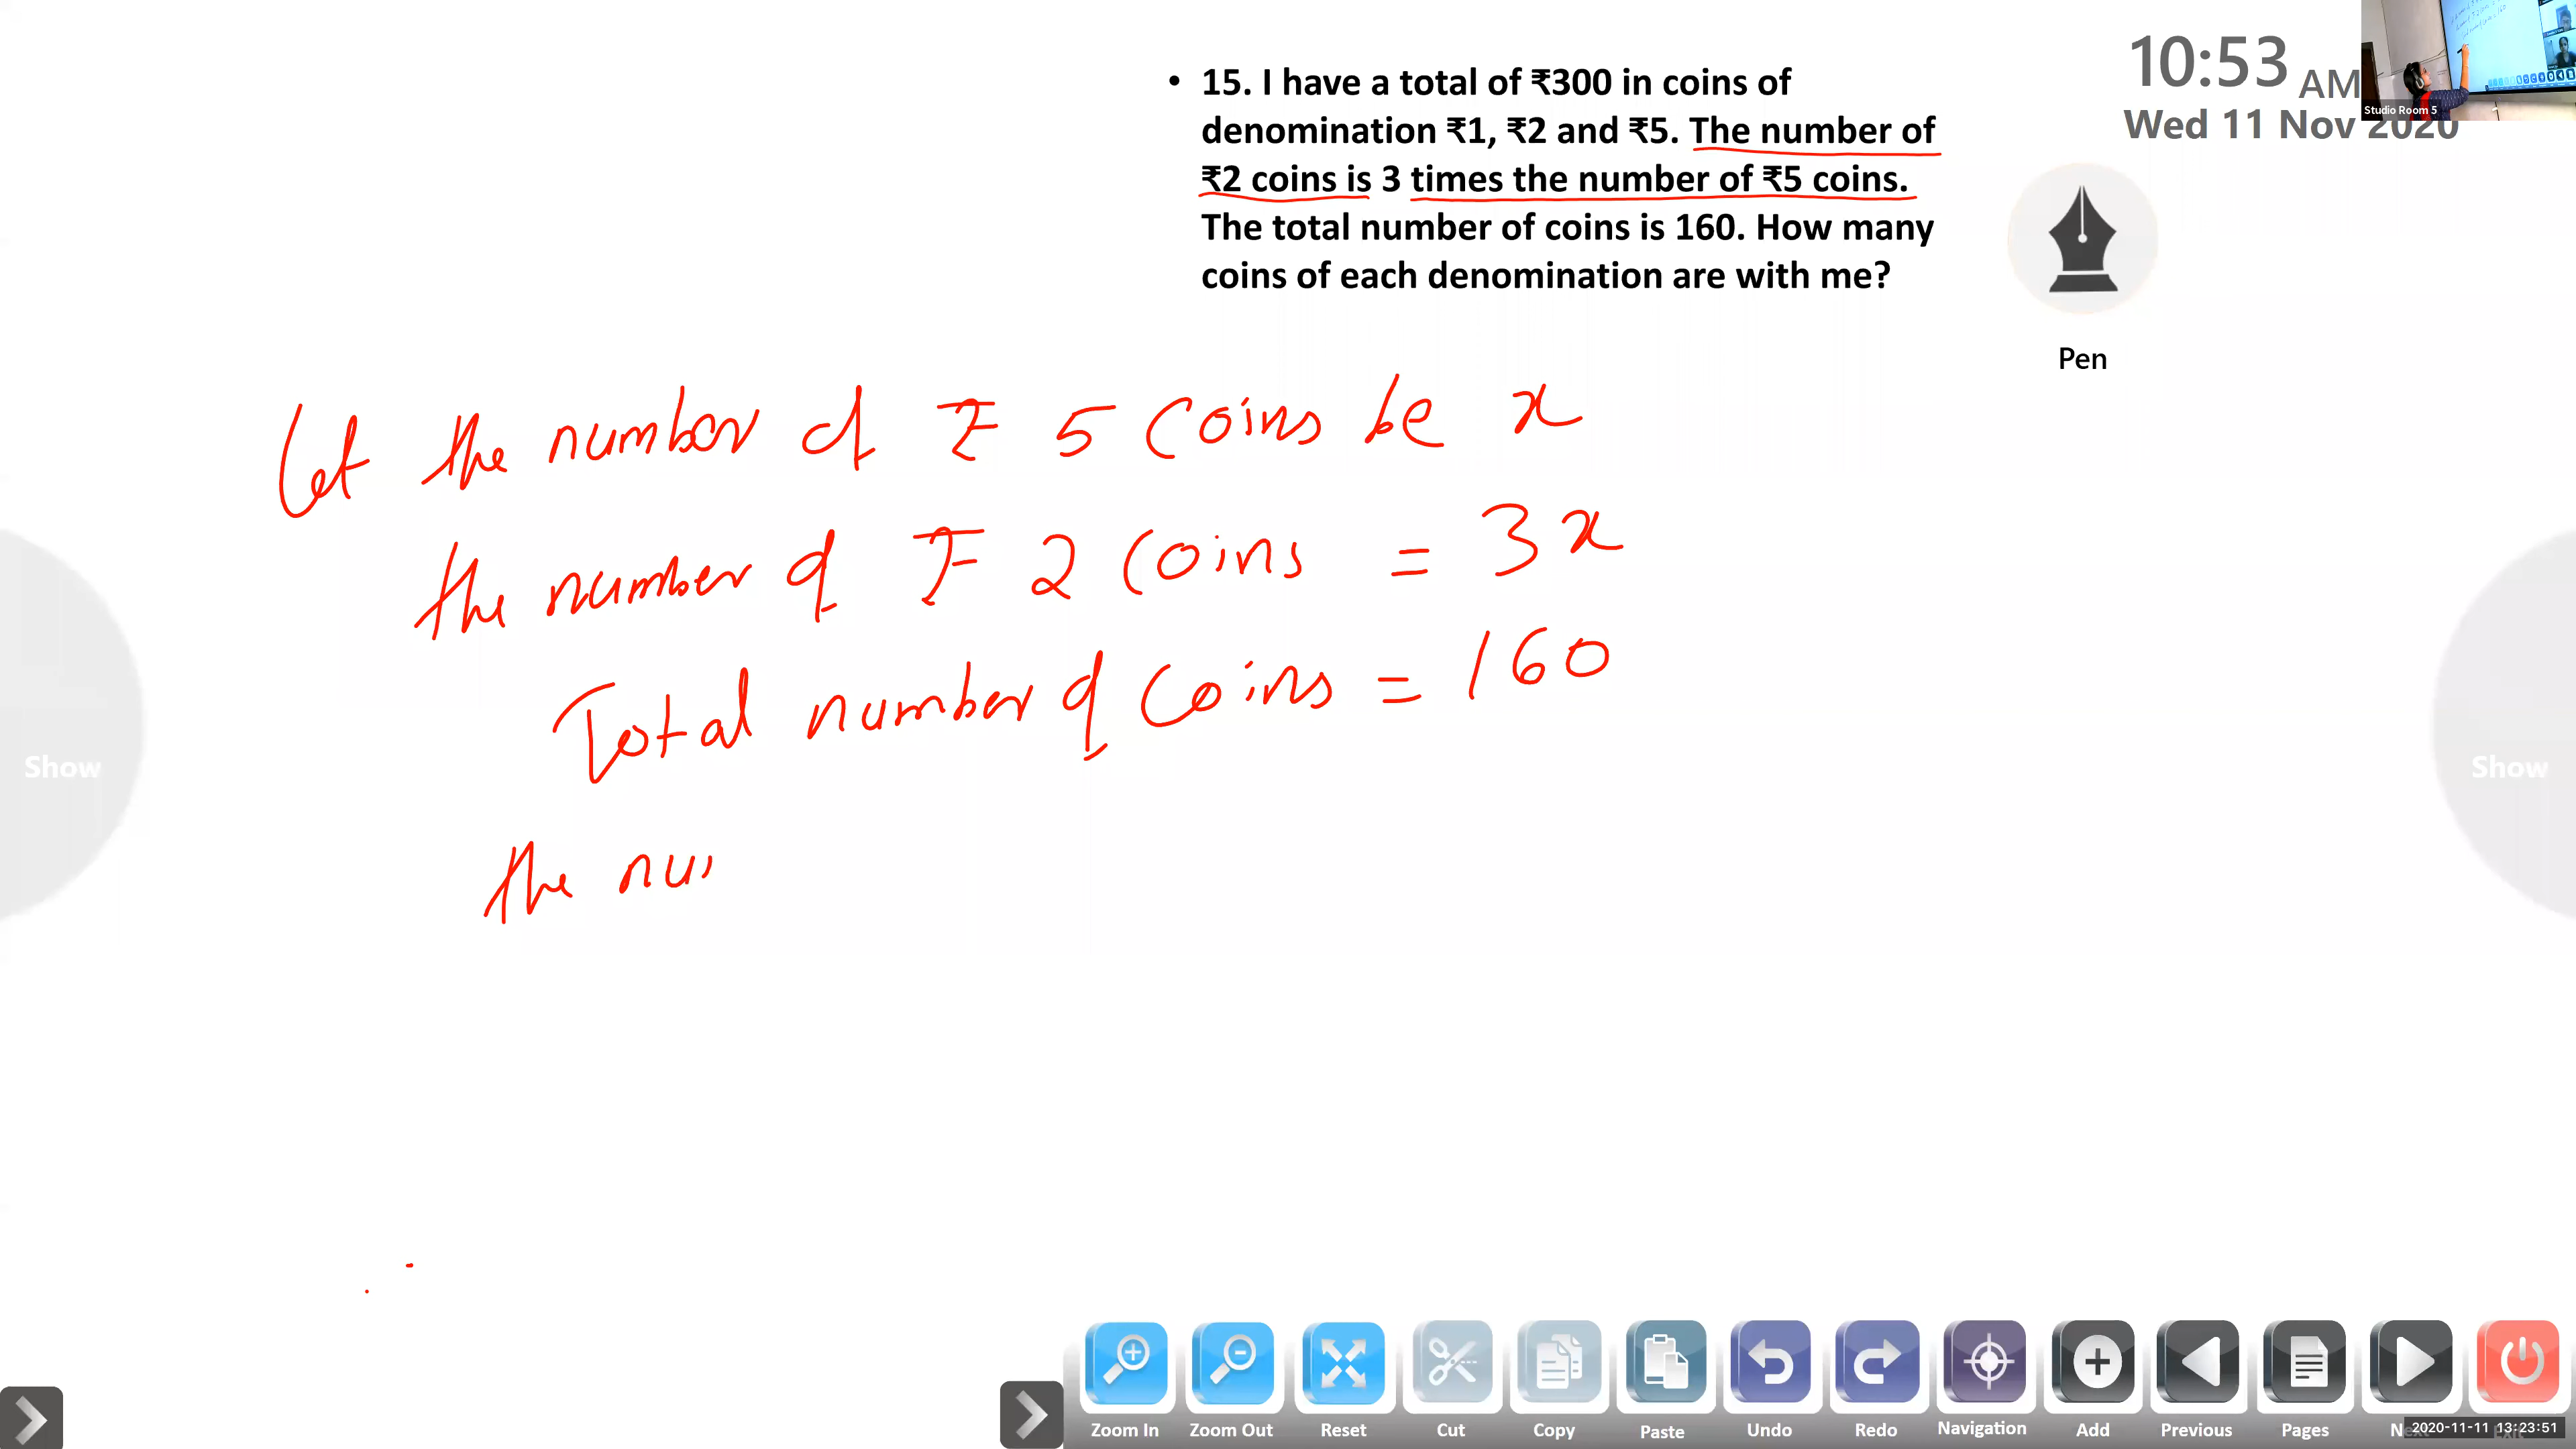 • 15. I have a total of ₹300 in coins of
denomination ₹1, ₹2 and ₹5. The number of
₹2 coins is 3 times the number of ₹5 coins.
The total number of coins is 160. How many
coins of each denomination are with me?
10:53 AM
Wed 11 Nov 2020
Studio Room 5
Pen
Let the number of ₹ 5 coins be x
the number of ₹ 2 coins = 3x
Total number of coins = 160
the nu
Show
Show
Zoom In Zoom Out Reset Cut Copy Paste Undo Redo Navigation Add Previous Pages
2020-11-11 13:23:51